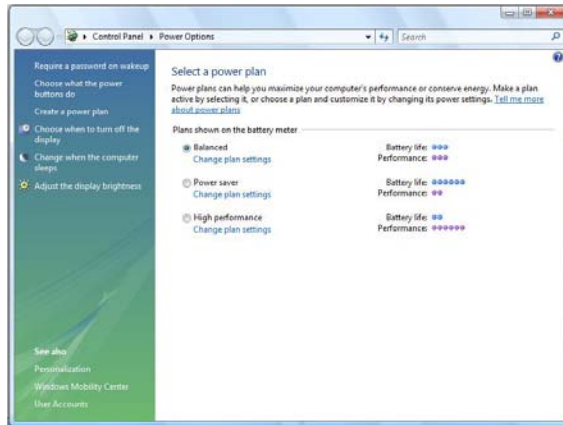 Control Panel ▸ Power Options
Search
Require a password on wakeup
Choose what the power
buttons do
Create a power plan
Choose when to turn off the
display
Change when the computer
sleeps
Adjust the display brightness
See also
Personalization
Windows Mobility Center
User Accounts
Select a power plan
Power plans can help you maximize your computer's performance or conserve energy. Make a plan
active by selecting it, or choose a plan and customize it by changing its power settings. Tell me more
about power plans
Plans shown on the battery meter
Balanced Battery life:
Change plan settings Performance:
Power saver Battery life:
Change plan settings Performance:
High performance Battery life:
Change plan settings Performance: